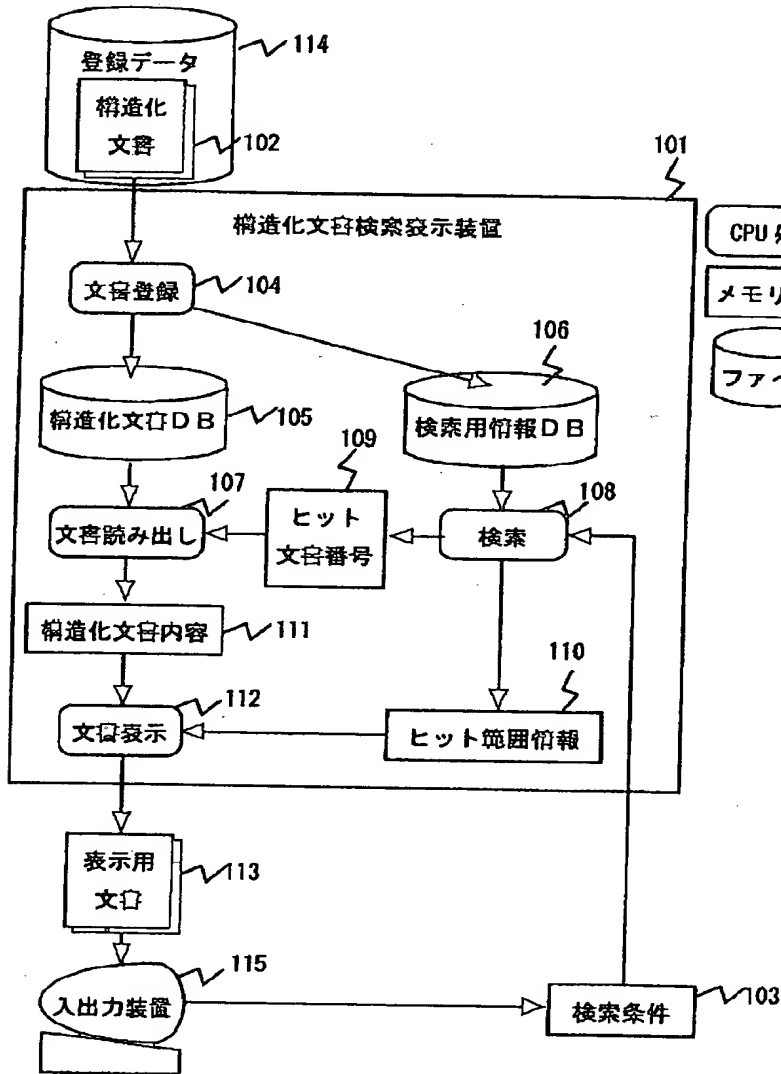 登録データ
114
構造化
文書
102
101
構造化文書検索表示装置
CPU
メモリ
ファイ
文書登録
104
106
構造化文書DB
105
検索用情報DB
109
107
108
ヒット
文書番号
文書読み出し
検索
構造化文書内容
111
110
112
文書表示
ヒット範囲情報
表示用
文書
113
115
入出力装置
検索条件
103